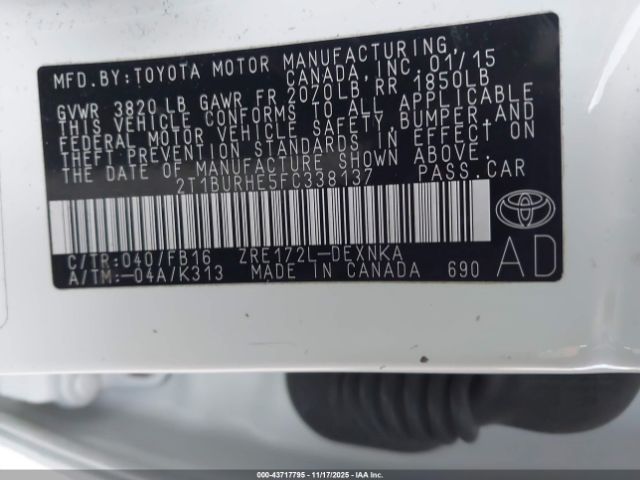 MFD.BY:TOYOTA MOTOR MANUFACTURING,
CANADA, INC. 01/15
GVWR 3820 LB GAWR FR 2070LB RR 1850LB
THIS VEHICLE CONFORMS TO ALL APPLICABLE
FEDERAL MOTOR VEHICLE SAFETY, BUMPER, AND
THEFT PREVENTION STANDARDS IN EFFECT ON
THE DATE OF MANUFACTURE SHOWN ABOVE.
2T1BURHE5FC338137 PASS.CAR
C/TR:040/FB16 ZRE172L-DEXNKA
A/TM:-04A/K313 MADE IN CANADA 690
AD
000-43717795 - 11/17/2025 - IAAI.COM